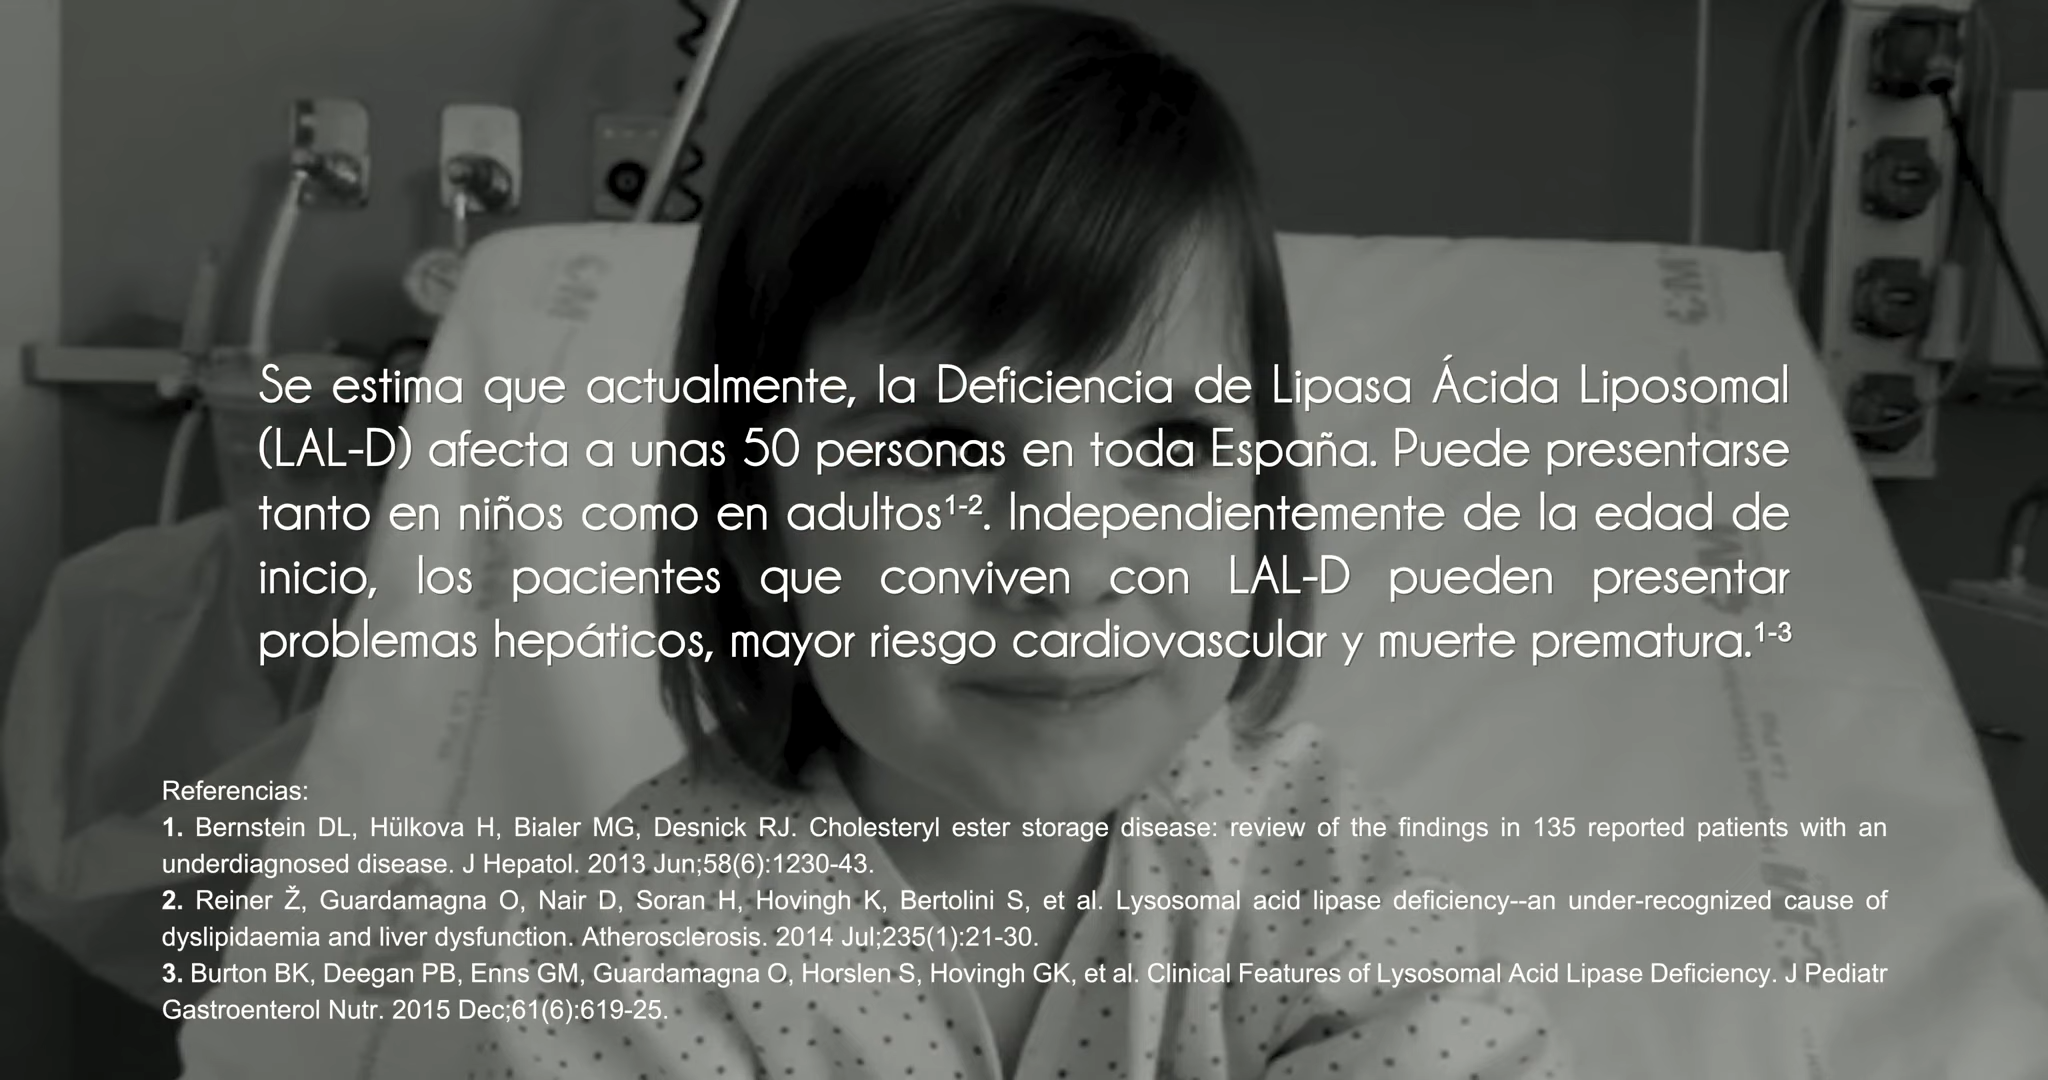 Se estima que actualmente, la Deficiencia de Lipasa Ácida Liposomal
(LAL-D) afecta a unas 50 personas en toda España. Puede presentarse
tanto en niños como en adultos¹⁻². Independientemente de la edad de
inicio, los pacientes que conviven con LAL-D pueden presentar
problemas hepáticos, mayor riesgo cardiovascular y muerte prematura.¹⁻³
Referencias:
1. Bernstein DL, Hülkova H, Bialer MG, Desnick RJ. Cholesteryl ester storage disease: review of the findings in 135 reported patients with an
underdiagnosed disease. J Hepatol. 2013 Jun;58(6):1230-43.
2. Reiner Ž, Guardamagna O, Nair D, Soran H, Hovingh K, Bertolini S, et al. Lysosomal acid lipase deficiency--an under-recognized cause of
dyslipidaemia and liver dysfunction. Atherosclerosis. 2014 Jul;235(1):21-30.
3. Burton BK, Deegan PB, Enns GM, Guardamagna O, Horslen S, Hovingh GK, et al. Clinical Features of Lysosomal Acid Lipase Deficiency. J Pediatr
Gastroenterol Nutr. 2015 Dec;61(6):619-25.